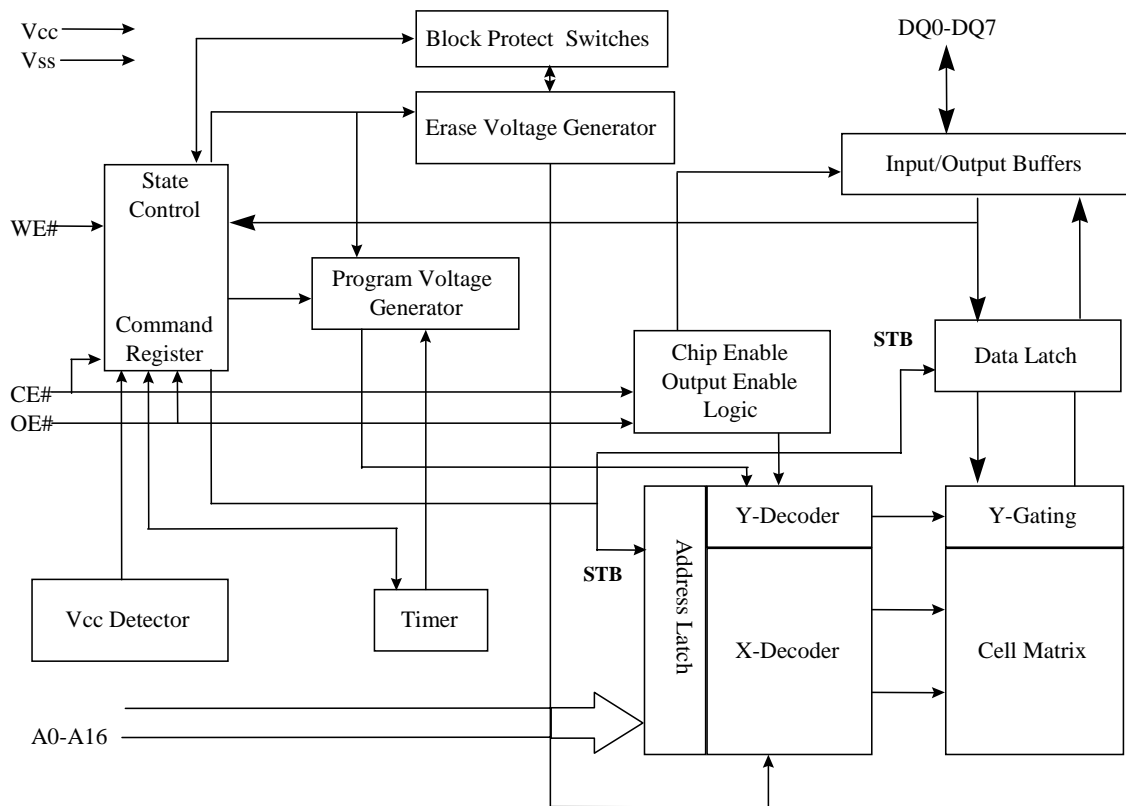 Vcc
Vss
Block Protect Switches
DQ0-DQ7
Erase Voltage Generator
Input/Output Buffers
State
Control
WE#
Program Voltage
Generator
Command
Register
STB
Chip Enable
Output Enable
Logic
Data Latch
CE#
OE#
Y-Decoder
Y-Gating
STB
Address Latch
Vcc Detector
Timer
X-Decoder
Cell Matrix
A0-A16